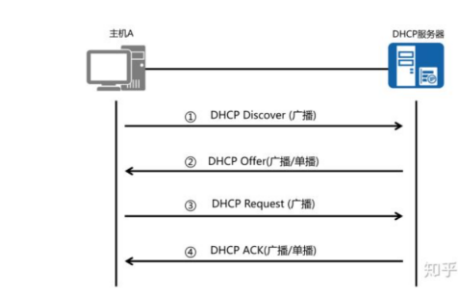 主机A
DHCP服务器
① DHCP Discover (广播)
② DHCP Offer(广播/单播)
③ DHCP Request (广播)
④ DHCP ACK(广播/单播)
知乎